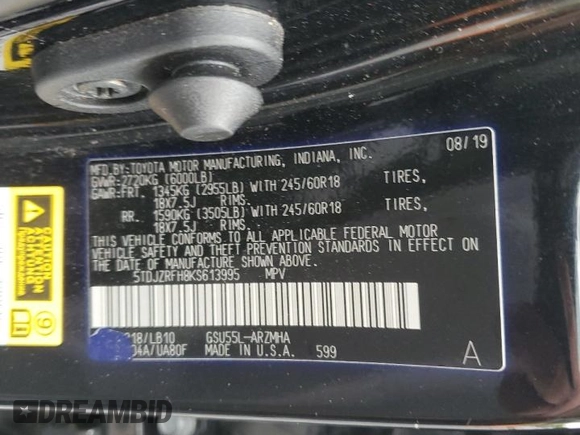 MFD.BY:TOYOTA MOTOR MANUFACTURING, INDIANA, INC. 08/19
GVWR-2720KG (6000LB)
GAWR:FRT. 1345KG (2955LB) WITH 245/60R18 TIRES,
18X7.5J RIMS.
RR. 1590KG (3505LB) WITH 245/60R18 TIRES,
18X7.5J RIMS.
THIS VEHICLE CONFORMS TO ALL APPLICABLE FEDERAL MOTOR
VEHICLE SAFETY AND THEFT PREVENTION STANDARDS IN EFFECT ON
THE DATE OF MANUFACTURE SHOWN ABOVE.
5TDJZRFH8KS613995 MPV
218/LB10 GSU55L-ARZMHA
04A/UA80F MADE IN U.S.A. 599 A
CAUTION
9
DREAMBID